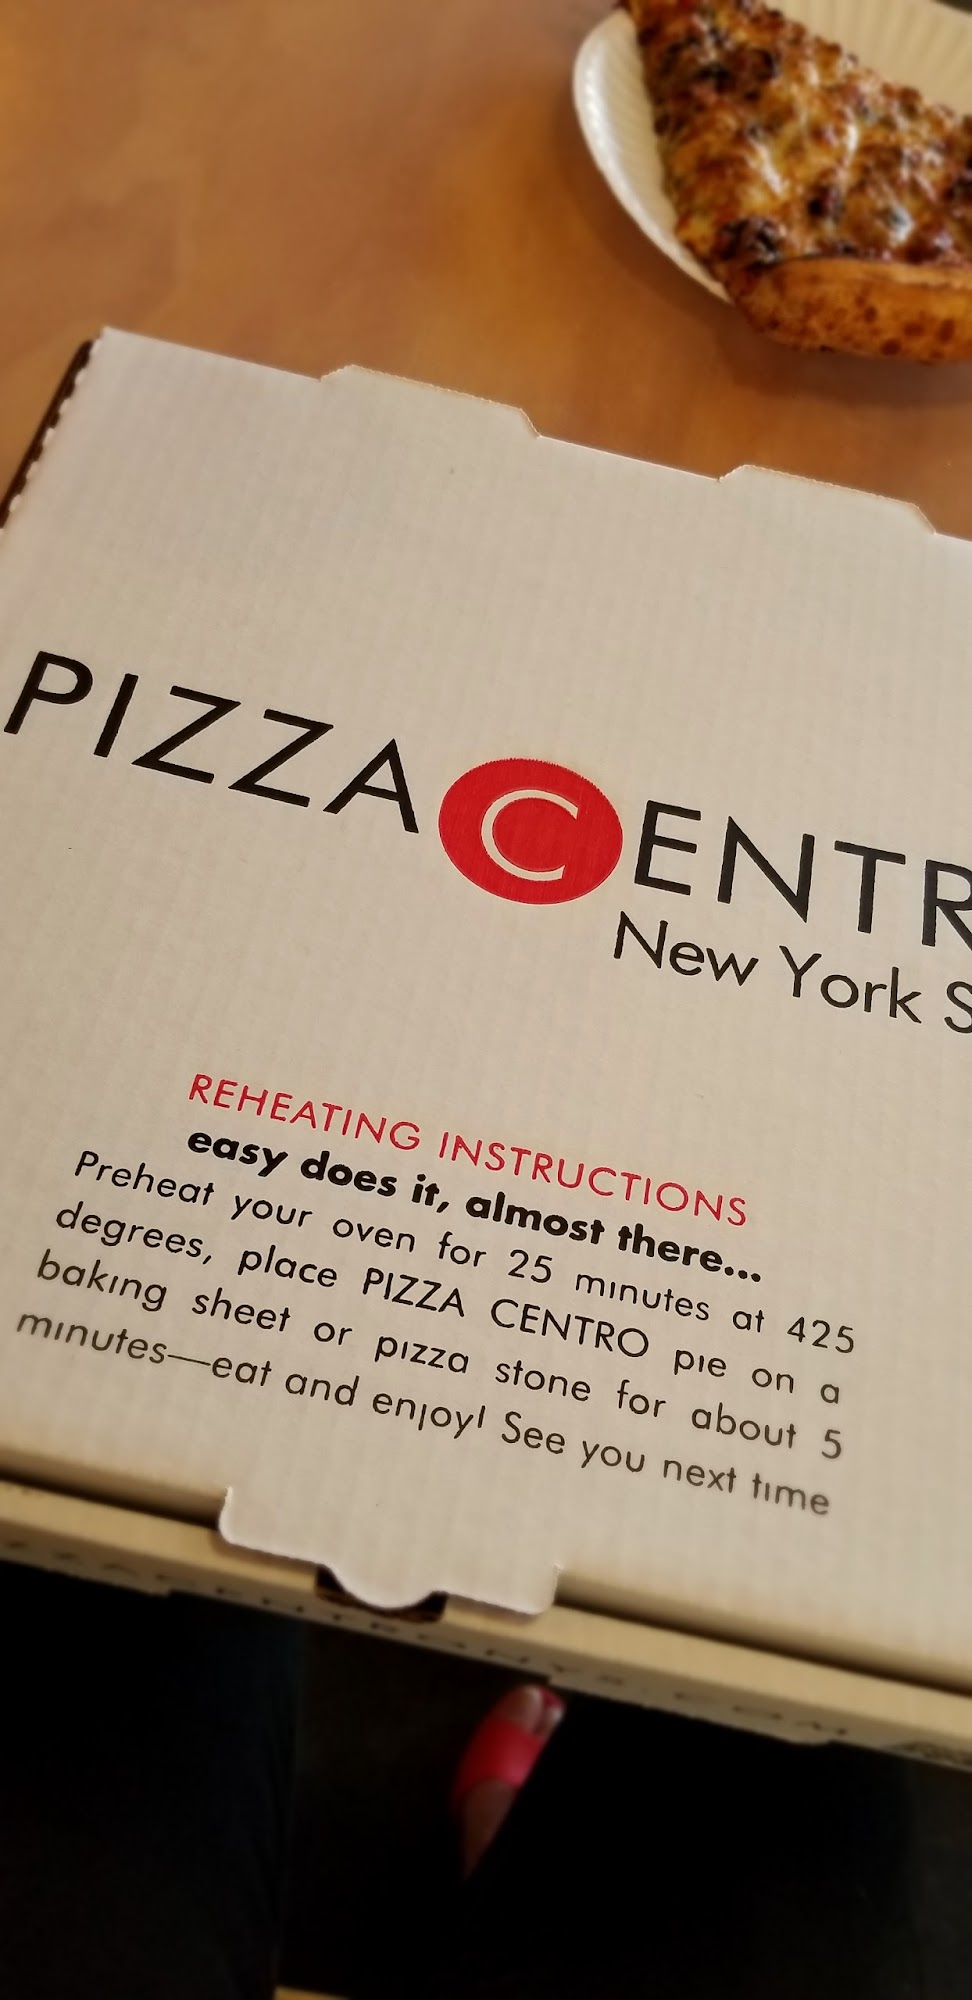 PIZZA CENTR
New York S
REHEATING INSTRUCTIONS
easy does it, almost there...
Preheat your oven for 25 minutes at 425
degrees, place PIZZA CENTRO pie on a
baking sheet or pizza stone for about 5
minutes—eat and enjoy! See you next time